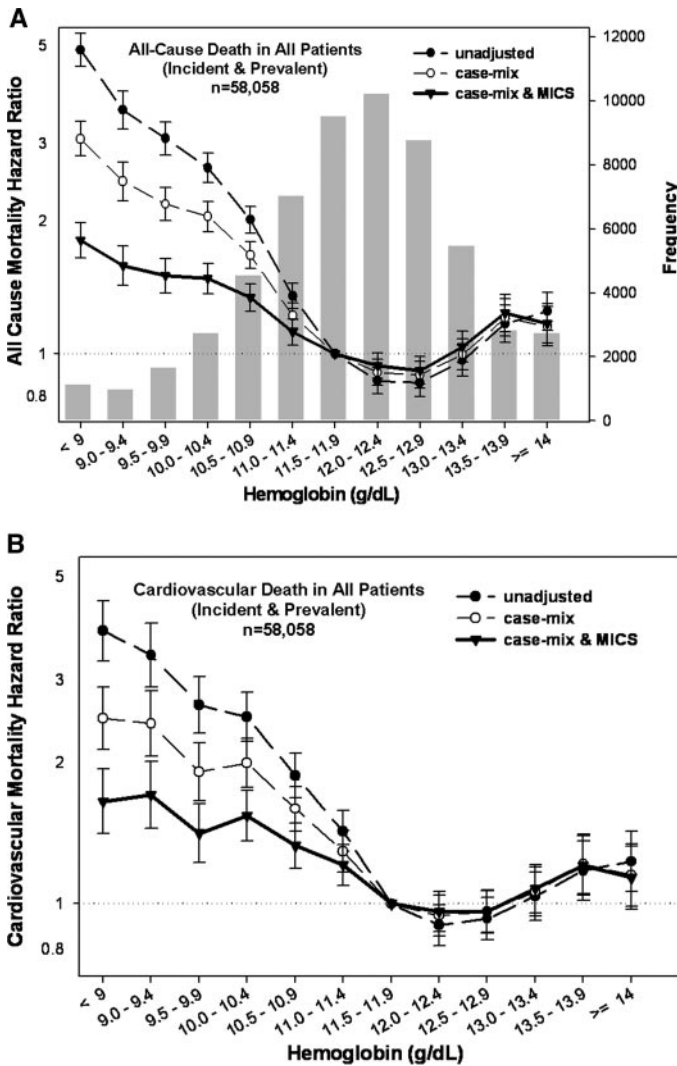 A
All-Cause Death in All Patients
(Incident & Prevalent)
n=58,058
unadjusted
case-mix
case-mix & MICS
All Cause Mortality Hazard Ratio
5
3
2
1
0.8
Frequency
12000
10000
8000
6000
4000
2000
0
< 9
9.0 - 9.4
9.5 - 9.9
10.0 - 10.4
10.5 - 10.9
11.0 - 11.4
11.5 - 11.9
12.0 - 12.4
12.5 - 12.9
13.0 - 13.4
13.5 - 13.9
>= 14
Hemoglobin (g/dL)
B
Cardiovascular Death in All Patients
(Incident & Prevalent)
n=58,058
unadjusted
case-mix
case-mix & MICS
Cardiovascular Mortality Hazard Ratio
5
3
2
1
0.8
< 9
9.0 - 9.4
9.5 - 9.9
10.0 - 10.4
10.5 - 10.9
11.0 - 11.4
11.5 - 11.9
12.0 - 12.4
12.5 - 12.9
13.0 - 13.4
13.5 - 13.9
>= 14
Hemoglobin (g/dL)